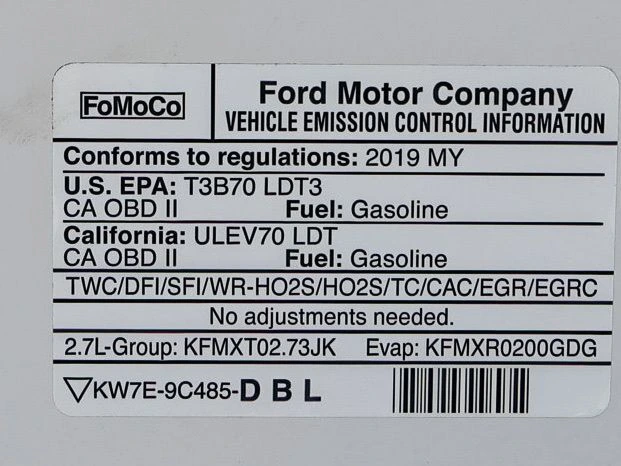 FoMoCo
Ford Motor Company
VEHICLE EMISSION CONTROL INFORMATION
Conforms to regulations: 2019 MY
U.S. EPA: T3B70 LDT3
CA OBD II Fuel: Gasoline
California: ULEV70 LDT
CA OBD II Fuel: Gasoline
TWC/DFI/SFI/WR-HO2S/HO2S/TC/CAC/EGR/EGRC
No adjustments needed.
2.7L-Group: KFMXT02.73JK Evap: KFMXR0200GDG
▽KW7E-9C485-D B L